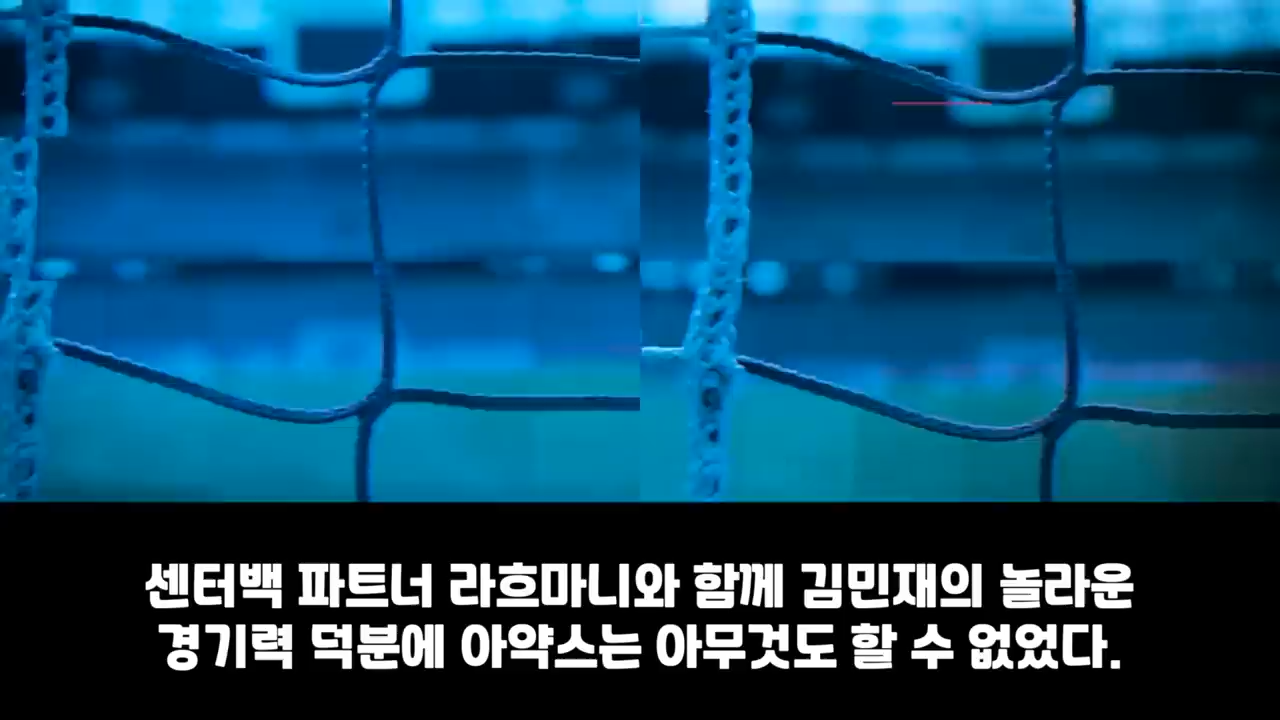 센터백 파트너 라흐마니와 함께 김민재의 놀라운
경기력 덕분에 아약스는 아무것도 할 수 없었다.